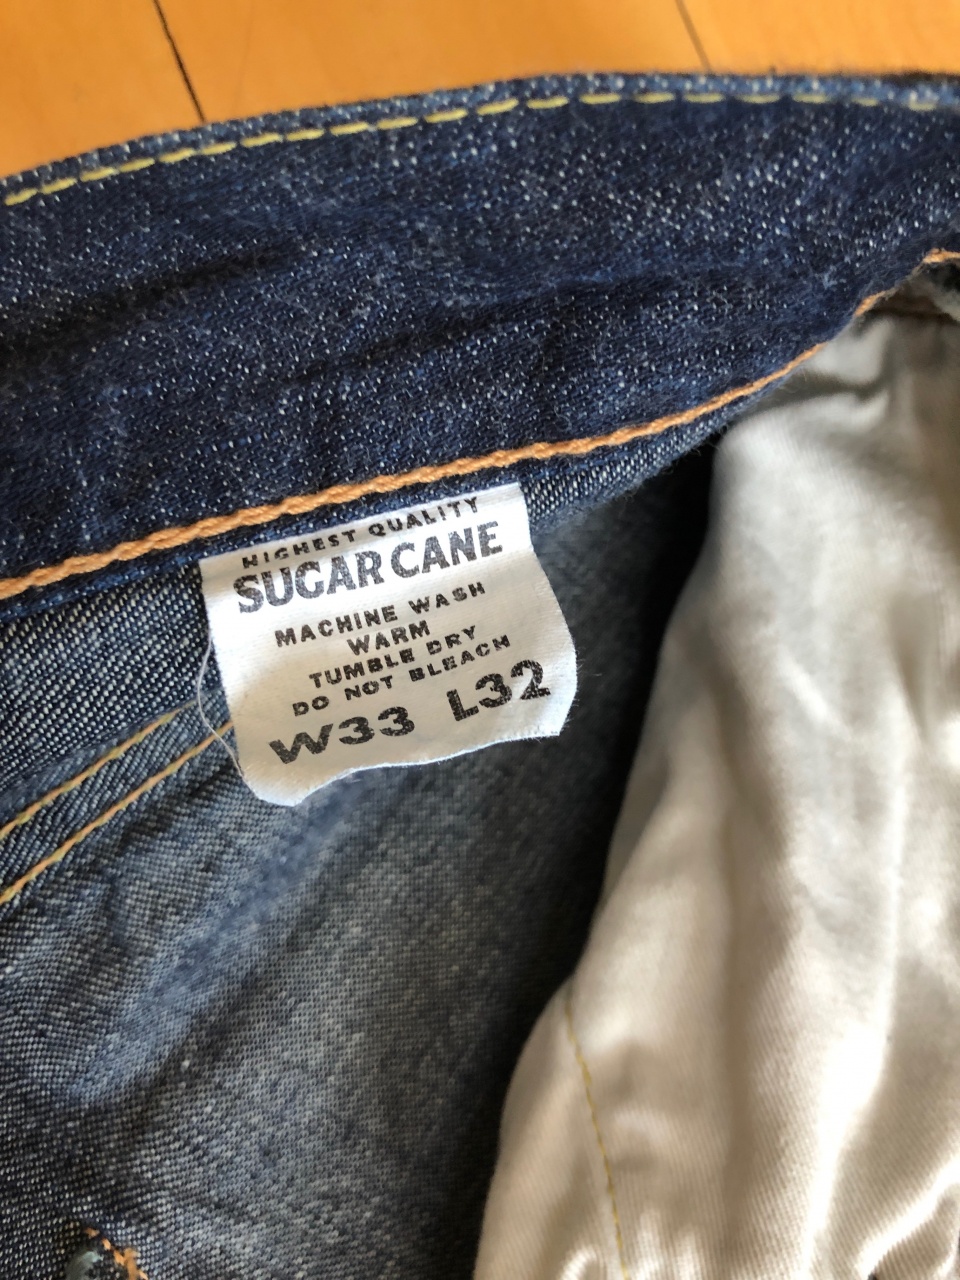 HIGHEST QUALITY
SUGAR CANE
MACHINE WASH
WARM
TUMBLE DRY
DO NOT BLEACH
W33 L32